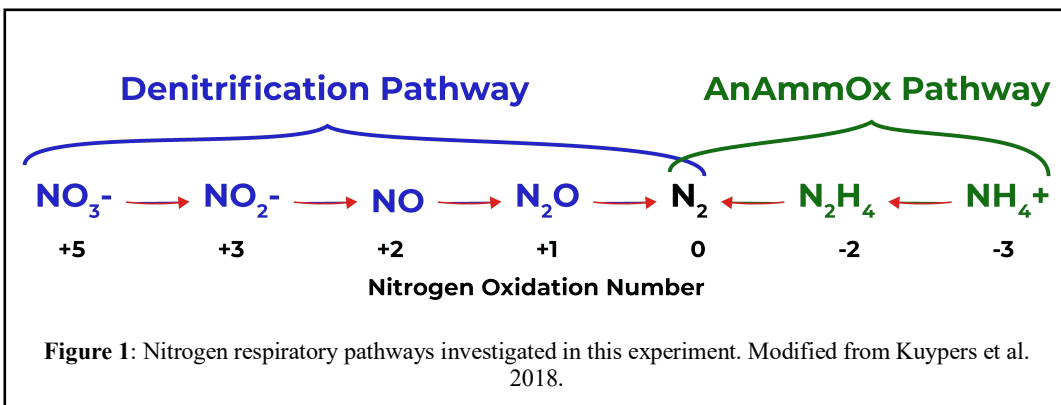 Denitrification Pathway AnAmmOx Pathway
NO₃- NO₂- NO N₂O N₂ N₂H₄ NH₄+
+5 +3 +2 +1 0 -2 -3
Nitrogen Oxidation Number
Figure 1: Nitrogen respiratory pathways investigated in this experiment. Modified from Kuypers et al.
2018.